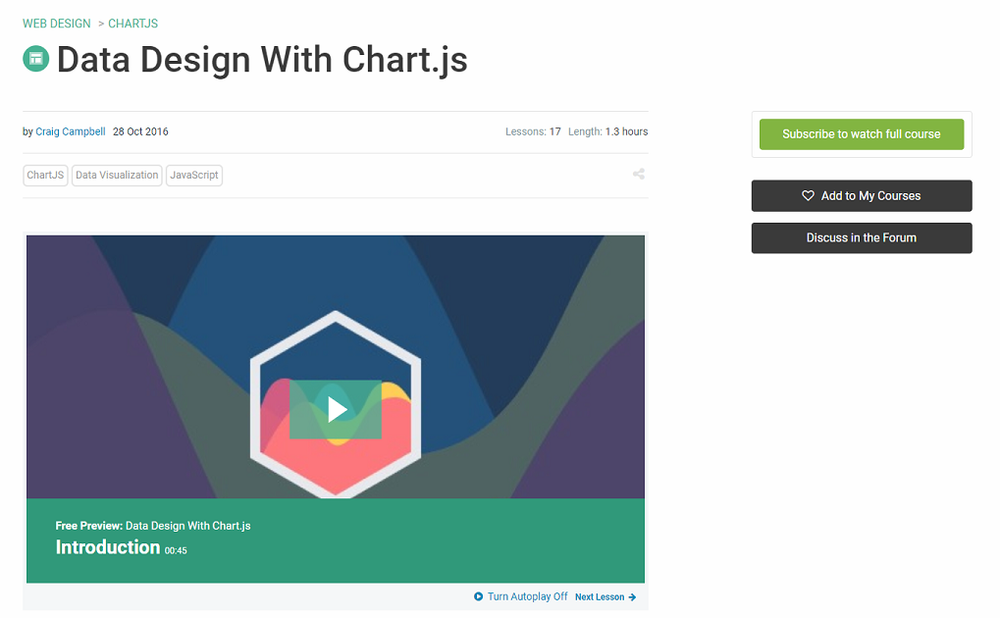 WEB DESIGN > CHARTJS
Data Design With Chart.js
by Craig Campbell 28 Oct 2016
Lessons: 17 Length: 1.3 hours
Subscribe to watch full course
ChartJS Data Visualization JavaScript
Add to My Courses
Discuss in the Forum
Free Preview: Data Design With Chart.js
Introduction 00:45
Turn Autoplay Off Next Lesson